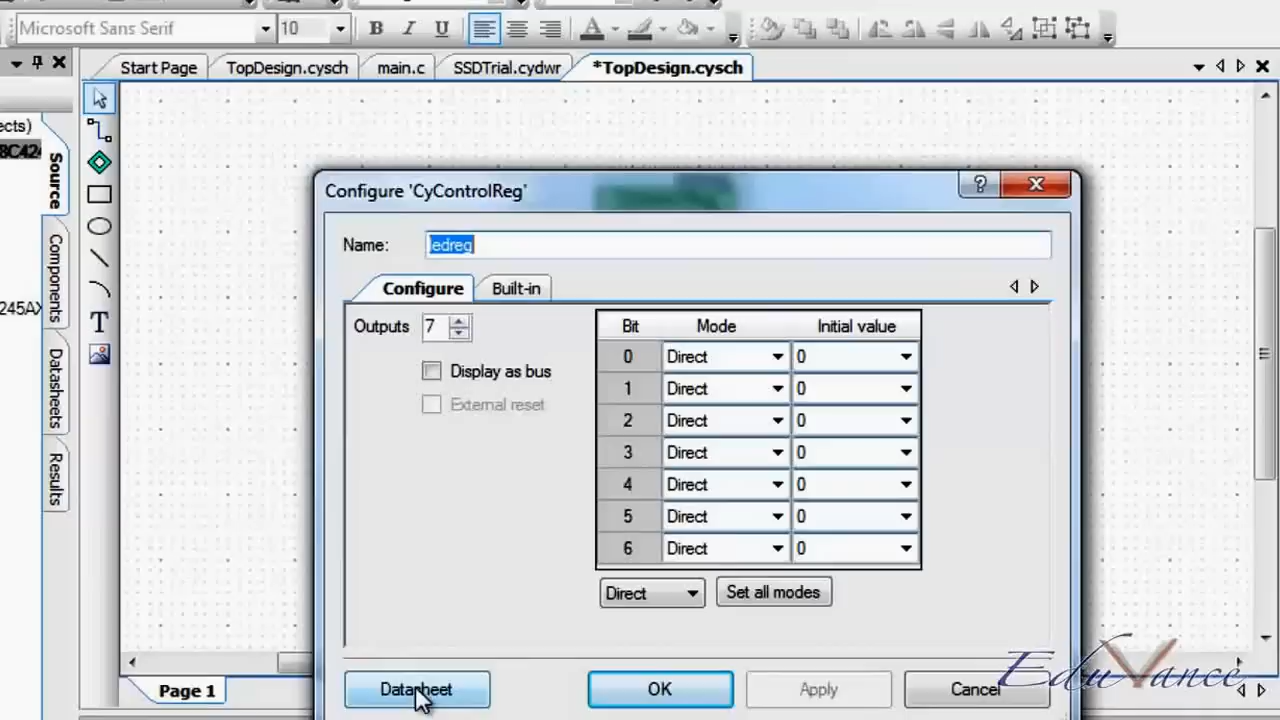 Microsoft Sans Serif 10 B I U A
Start Page TopDesign.cysch main.c SSDTrial.cydwr *TopDesign.cysch
ects)
8C424
Source
Components
245AX
Datasheets
Results
T
Configure 'CyControlReg'
?
Name: ledreg
Configure Built-in
Outputs 7
Display as bus
External reset
Bit Mode Initial value
0 Direct 0
1 Direct 0
2 Direct 0
3 Direct 0
4 Direct 0
5 Direct 0
6 Direct 0
Direct Set all modes
Datasheet OK Apply Cancel
Page 1
EduVance